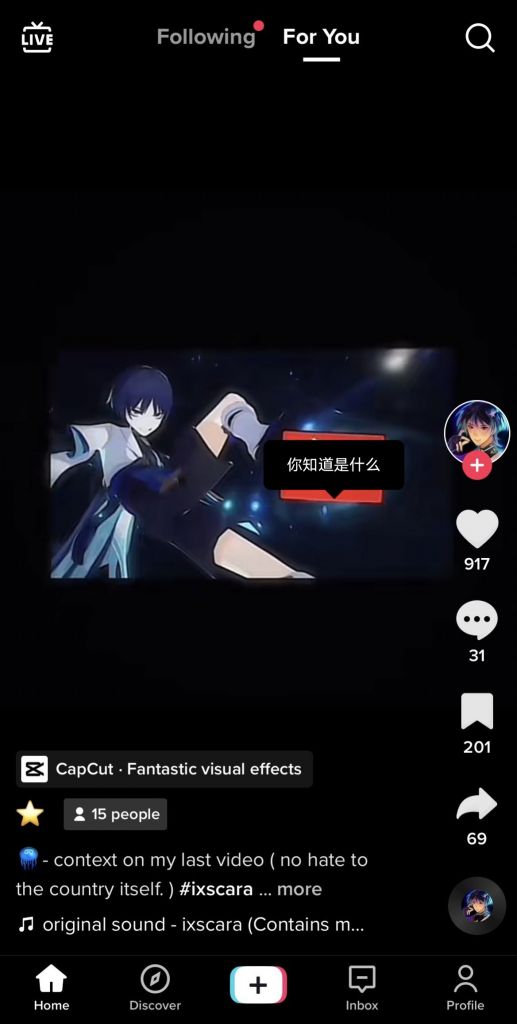 LIVE
Following
For You
你知道是什么
917
31
201
69
CapCut · Fantastic visual effects
15 people
- context on my last video ( no hate to
the country itself. ) #ixscara ... more
original sound - ixscara (Contains m...
Home
Discover
Inbox
Profile